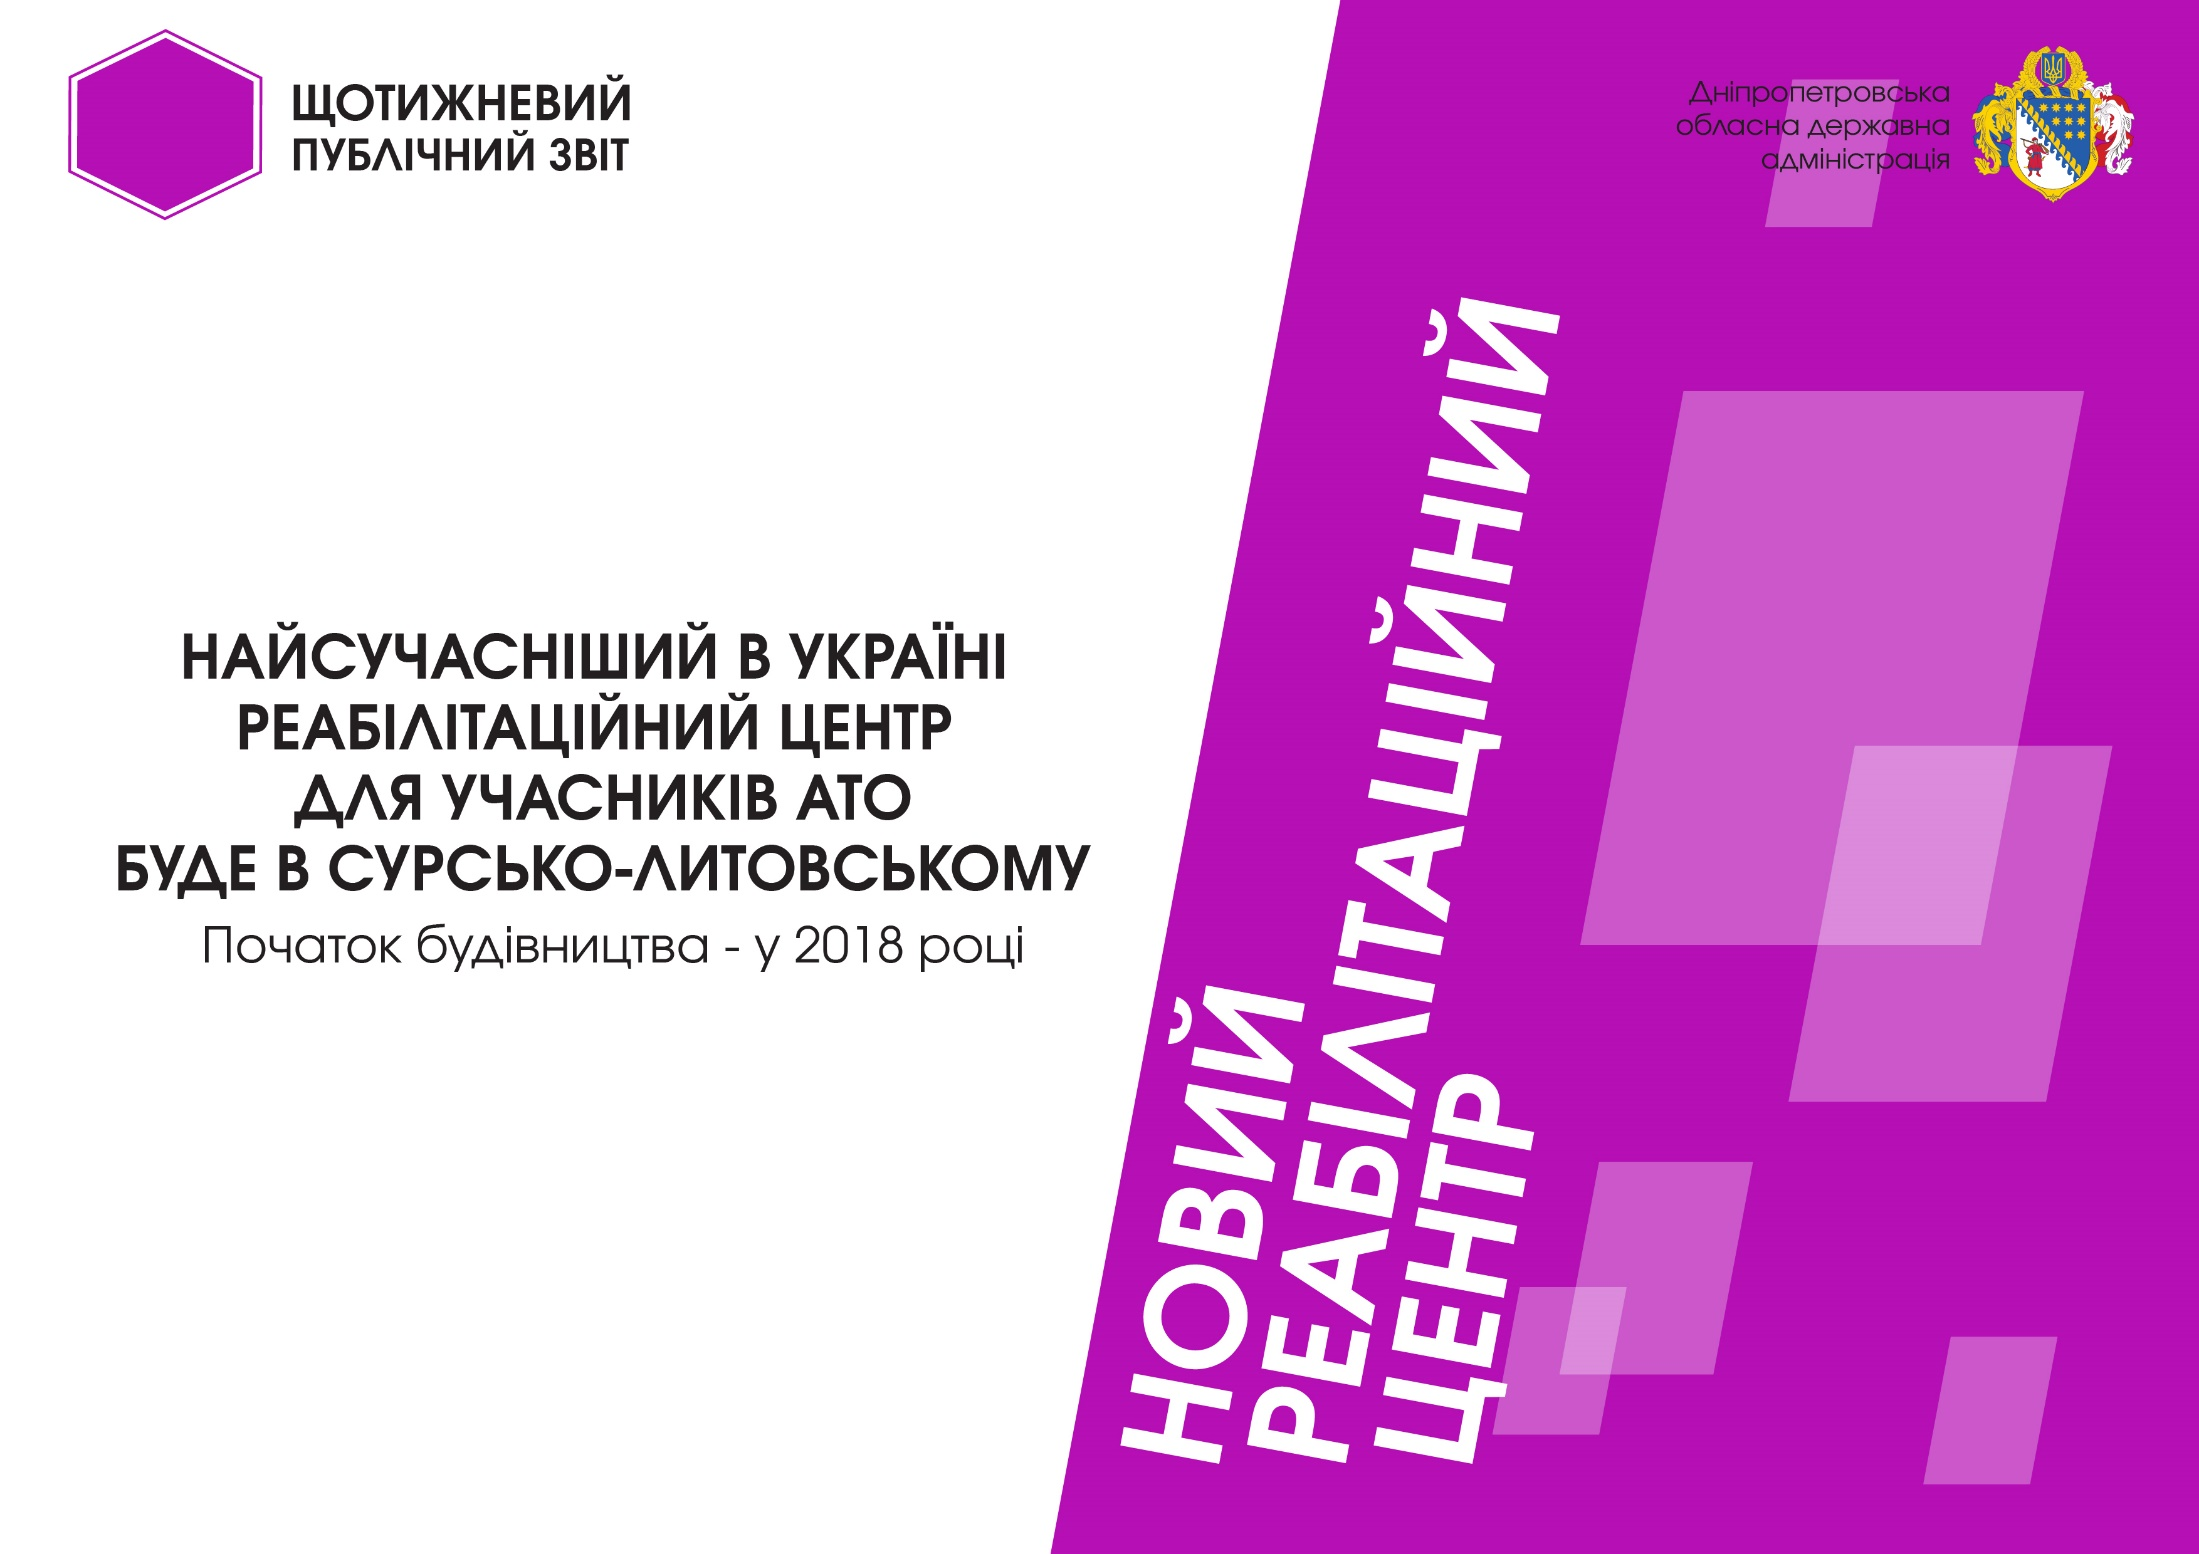 ЩОТИЖНЕВИЙ
ПУБЛІЧНИЙ ЗВІТ
Дніпропетровська
обласна державна
адміністрація
НАЙСУЧАСНІШИЙ В УКРАЇНІ
РЕАБІЛІТАЦІЙНИЙ ЦЕНТР
ДЛЯ УЧАСНИКІВ АТО
БУДЕ В СУРСЬКО-ЛИТОВСЬКОМУ
Початок будівництва - у 2018 році
НОВИЙ
РЕАБІЛІТАЦІЙНИЙ
ЦЕНТР